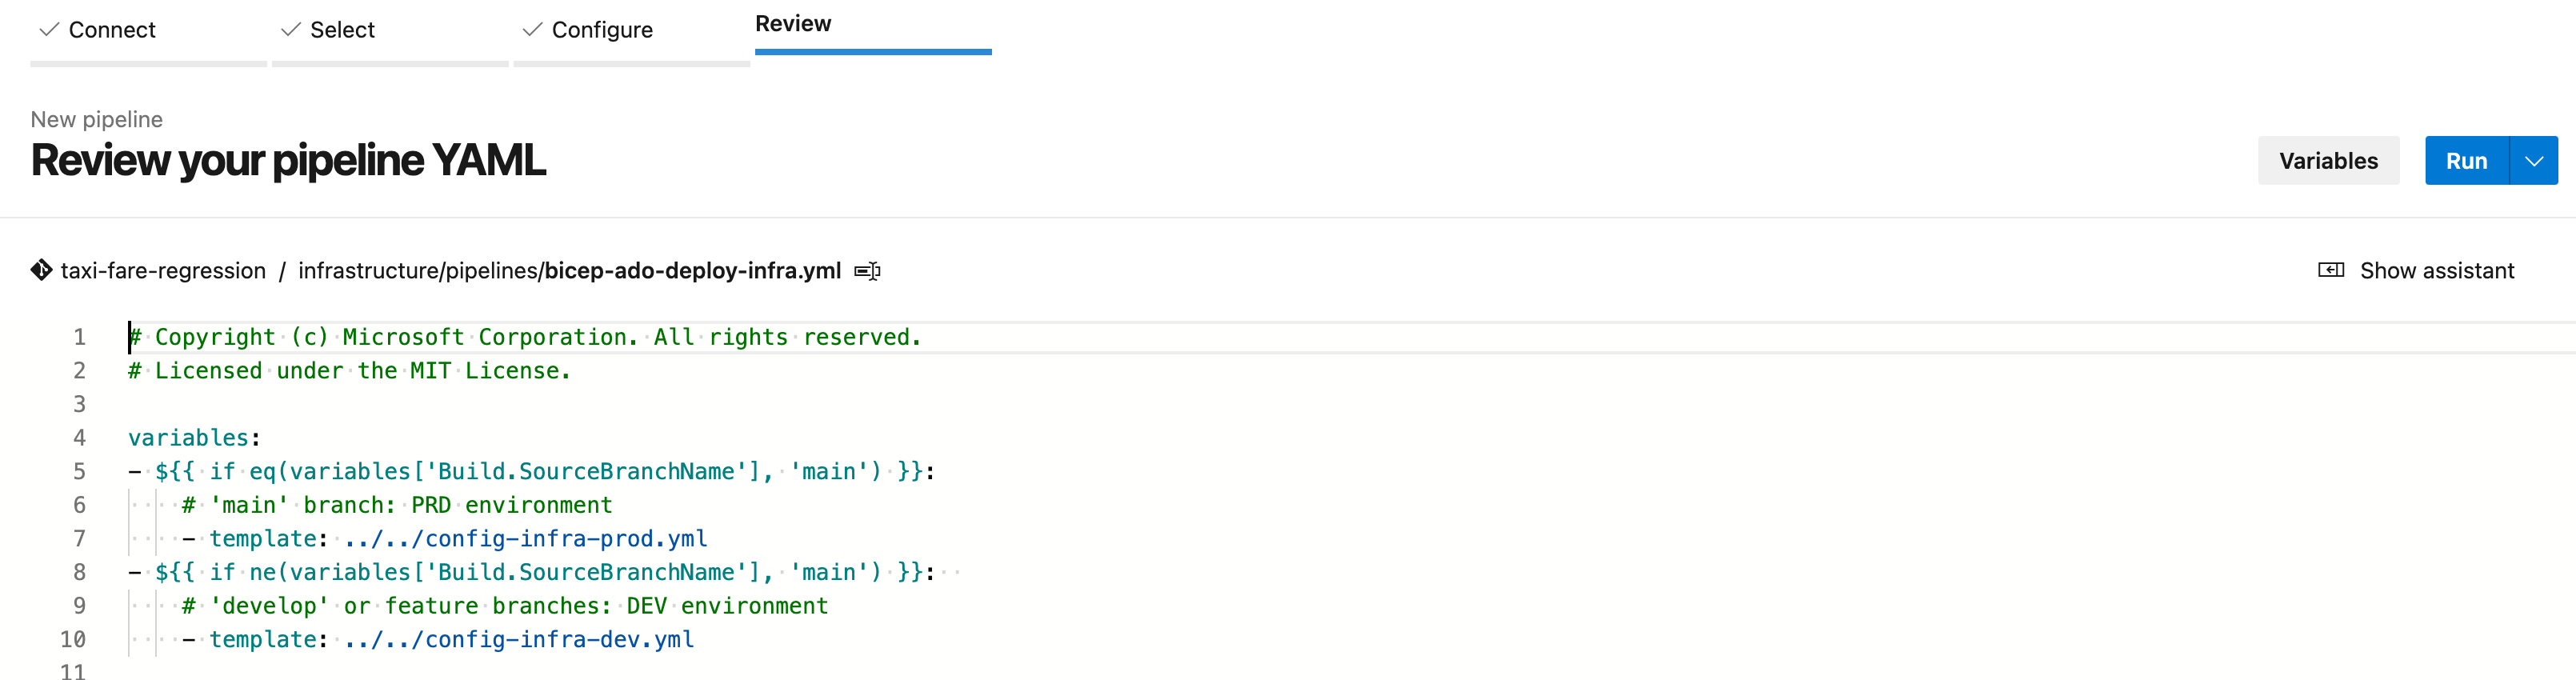 Connect Select Configure Review
New pipeline
Review your pipeline YAML
Variables Run
taxi-fare-regression / infrastructure/pipelines/bicep-ado-deploy-infra.yml Show assistant
1 # Copyright (c) Microsoft Corporation. All rights reserved.
2 # Licensed under the MIT License.
3
4 variables:
5 - ${{ if eq(variables['Build.SourceBranchName'], 'main') }}:
6 # 'main' branch: PRD environment
7 - template: ../../config-infra-prod.yml
8 - ${{ if ne(variables['Build.SourceBranchName'], 'main') }}:
9 # 'develop' or feature branches: DEV environment
10 - template: ../../config-infra-dev.yml
11